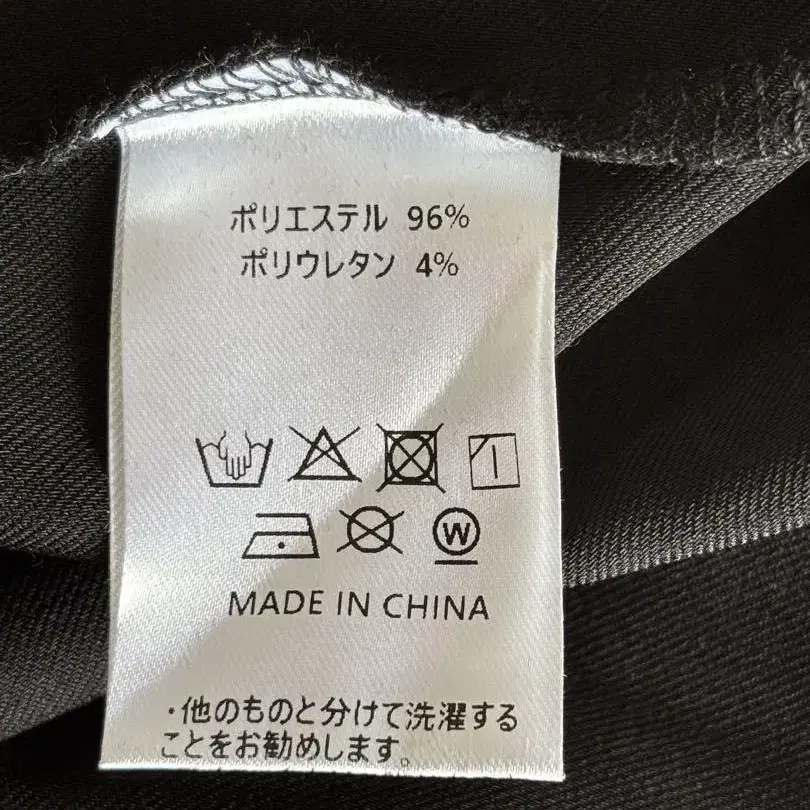 ポリエステル 96%
ポリウレタン 4%
W
MADE IN CHINA
・他のものと分けて洗濯する
ことをお勧めします。